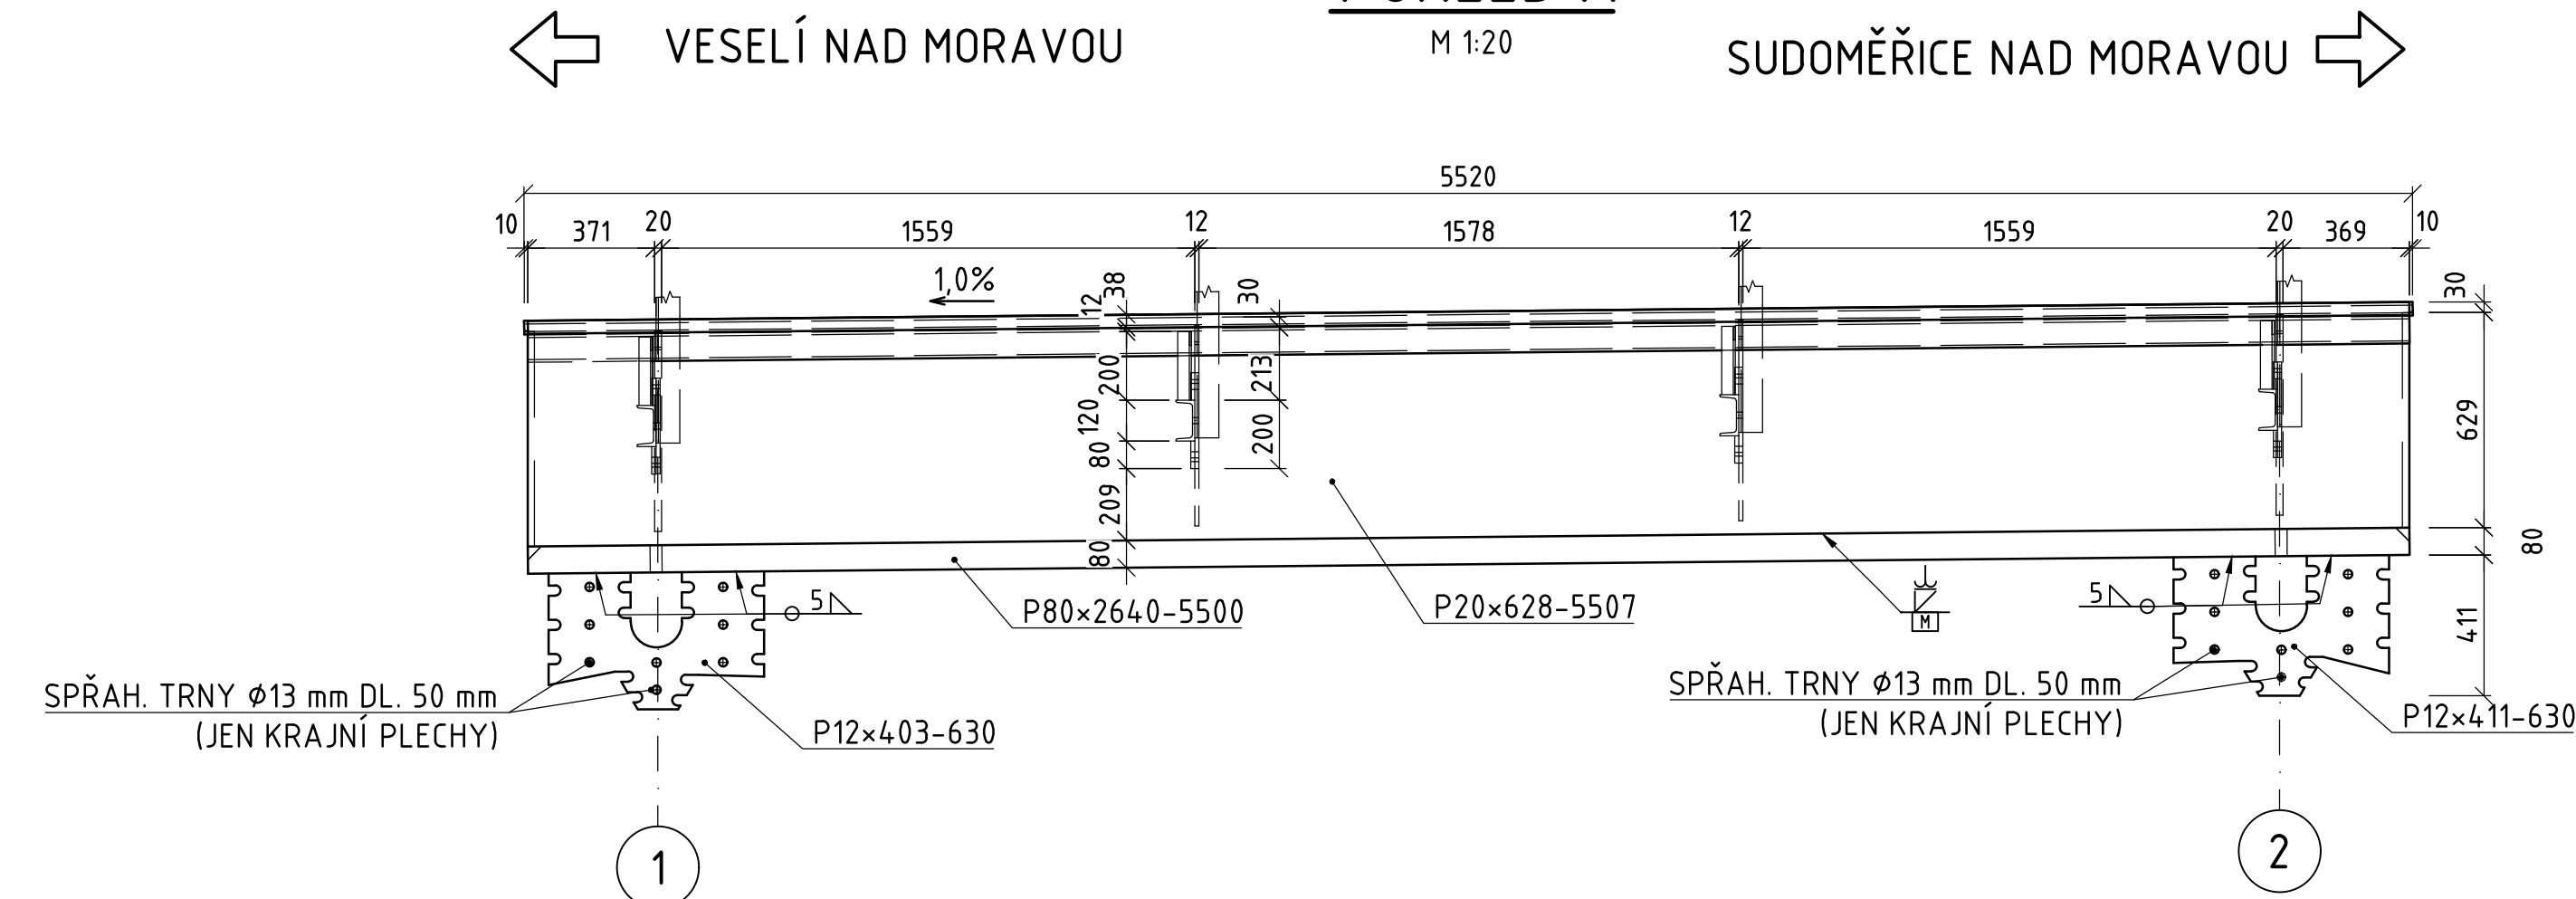 VESELÍ NAD MORAVOU
M 1:20
SUDOMĚŘICE NAD MORAVOU
5520
10
371
20
1559
12
1578
12
1559
20
369
10
1,0%
12
38
30
30
200
213
120
200
80
209
80
629
80
411
5
5
P80×2640-5500
P20×628-5507
M
SPŘAH. TRNY ϕ13 mm DL. 50 mm
(JEN KRAJNÍ PLECHY)
P12×403-630
SPŘAH. TRNY ϕ13 mm DL. 50 mm
(JEN KRAJNÍ PLECHY)
P12×411-630
1
2